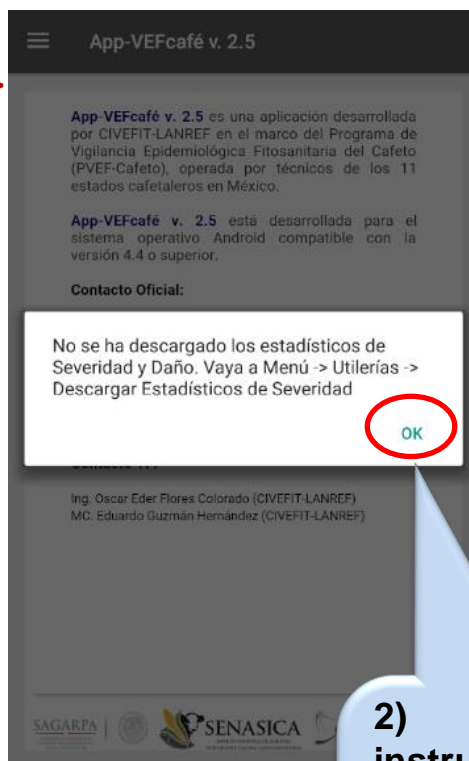 App-VEFcafé v. 2.5
App-VEFcafé v. 2.5 es una aplicación desarrollada
por CIVEFIT-LANREF en el marco del Programa de
Vigilancia Epidemiológica Fitosanitaria del Cafeto
(PVEF-Cafeto), operada por técnicos de los 11
estados cafetaleros en México.
App-VEFcafé v. 2.5 está desarrollada para el
sistema operativo Android compatible con la
versión 4.4 o superior.
Contacto Oficial:
No se ha descargado los estadísticos de
Severidad y Daño. Vaya a Menú -> Utilerías ->
Descargar Estadísticos de Severidad
OK
Ing. Oscar Eder Flores Colorado (CIVEFIT-LANREF)
MC. Eduardo Guzmán Hernández (CIVEFIT-LANREF)
SAGARPA
SENASICA
2)